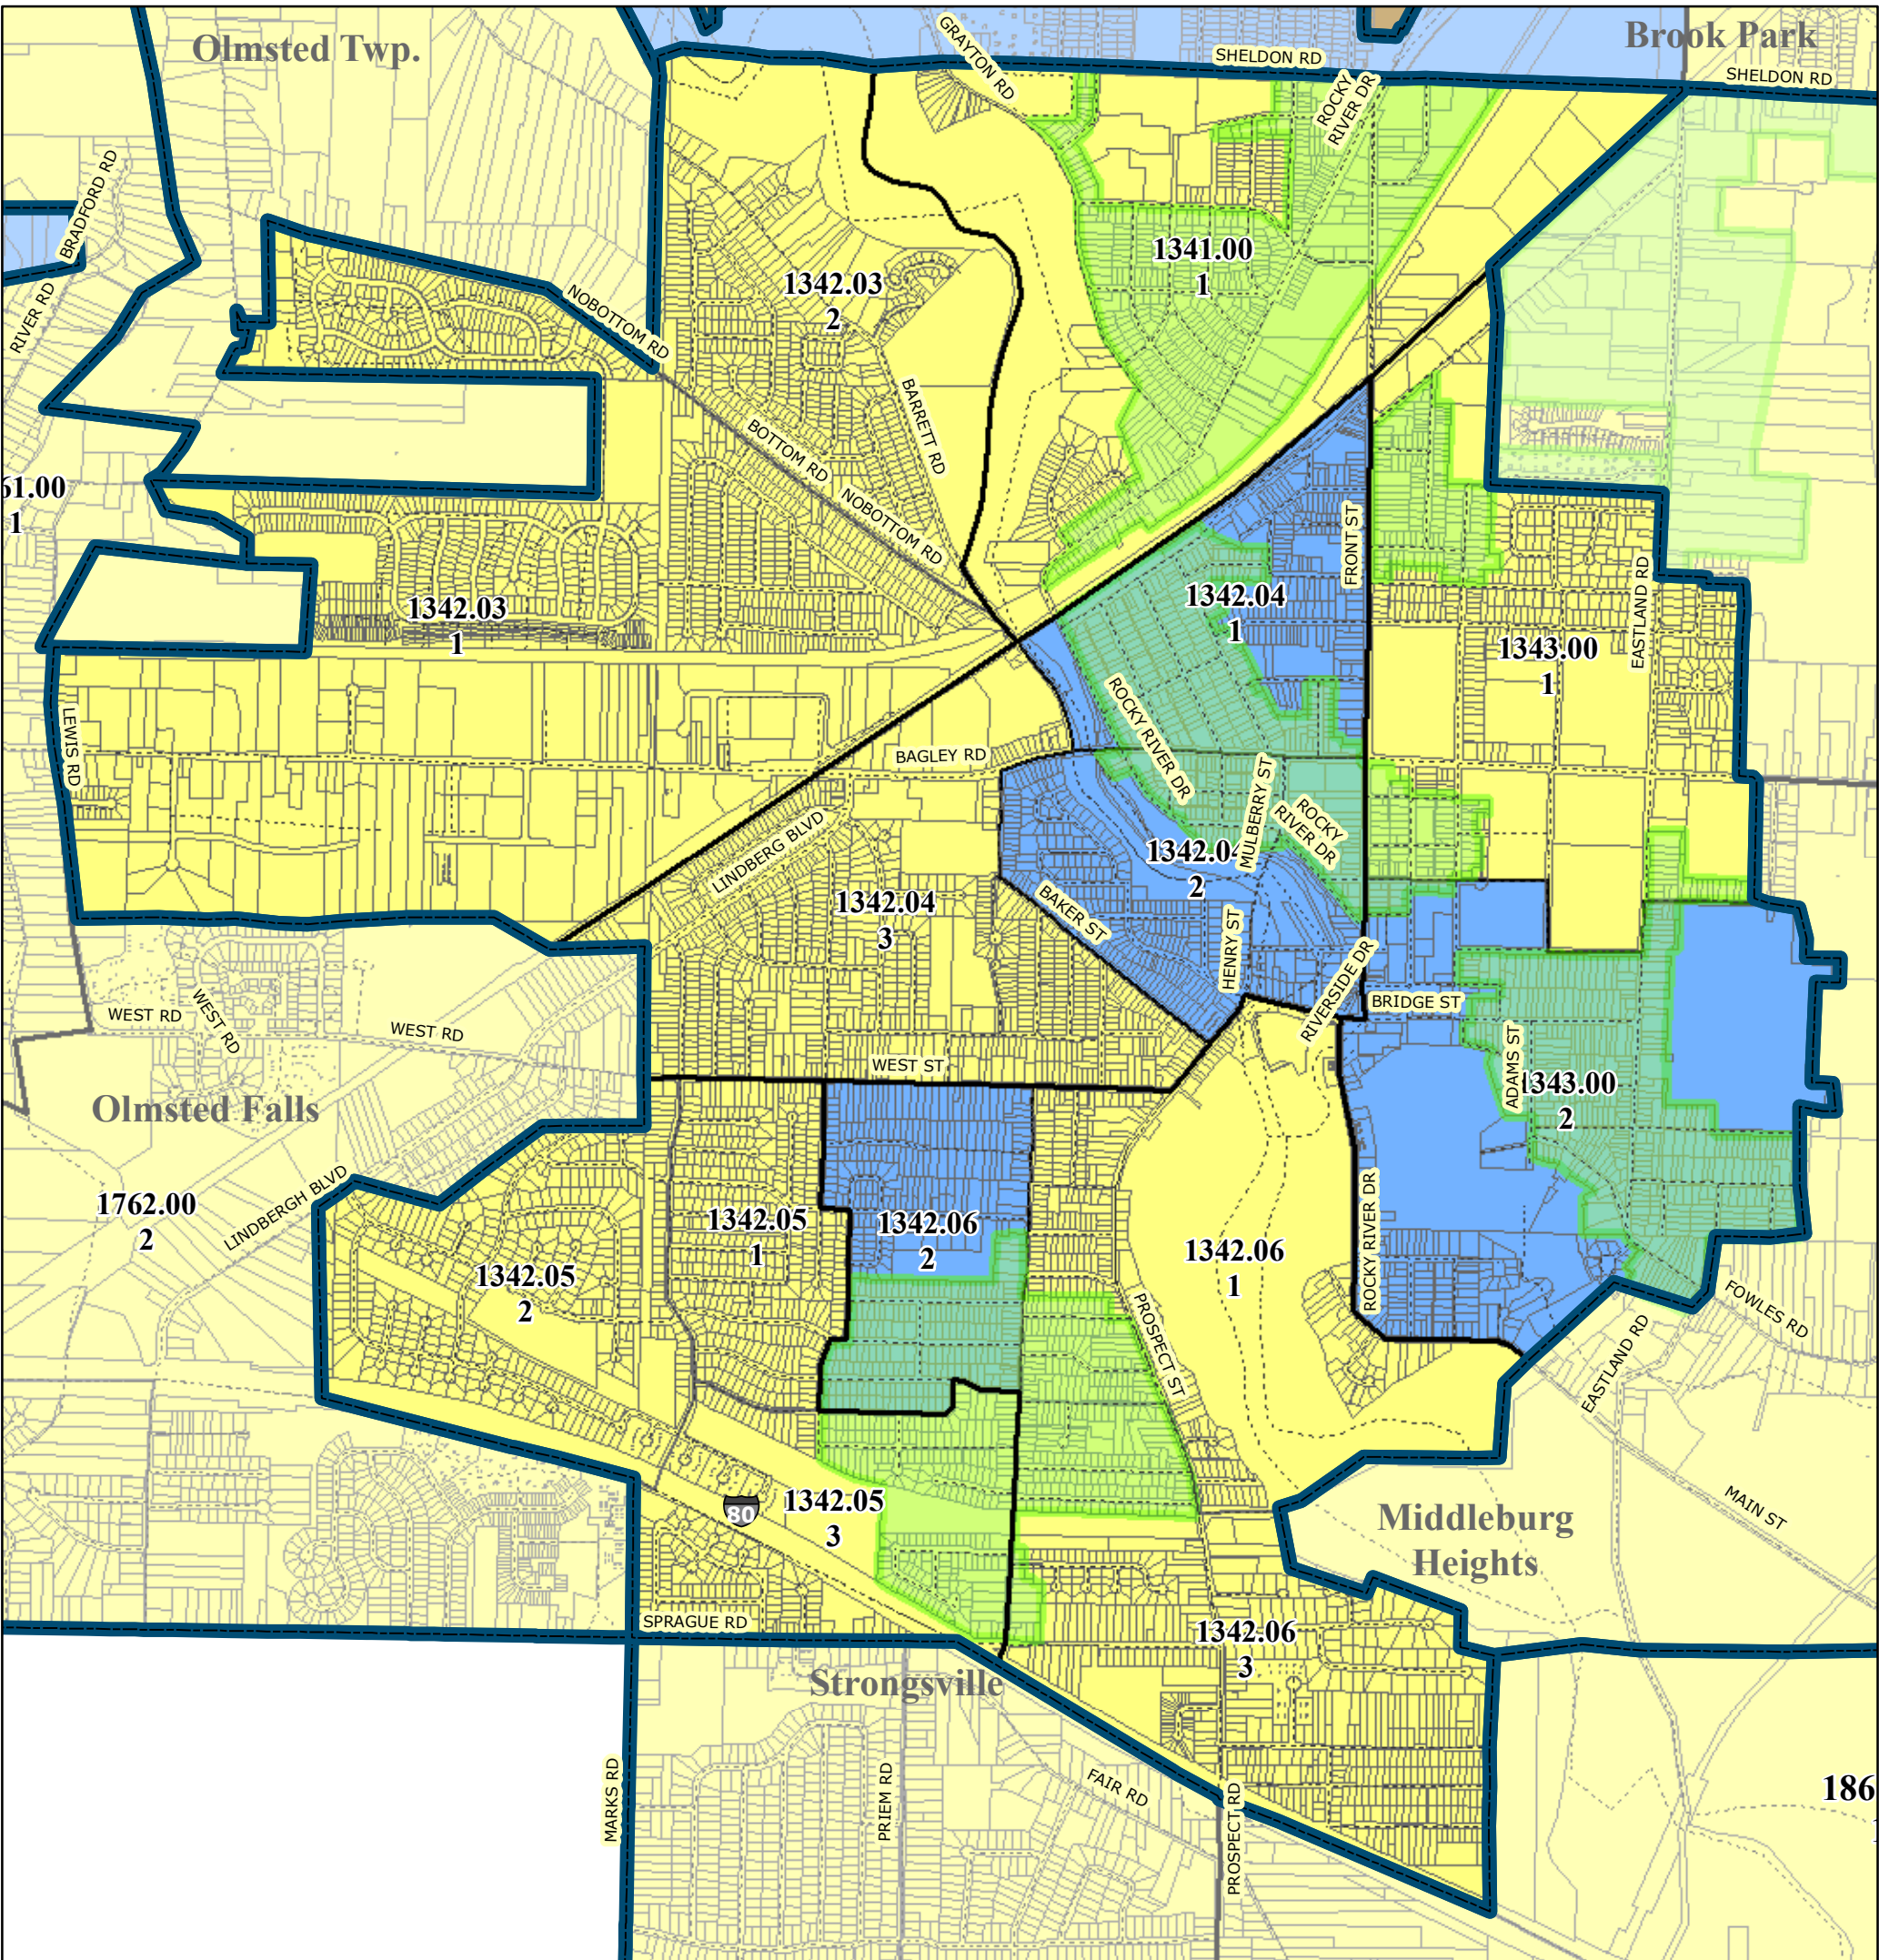 Olmsted Twp.
Brook Park
GRAYTON RD
SHELDON RD
SHELDON RD
ROCKY
RIVER DR
BRADFORD RD
RIVER RD
NOBOTTOM RD
1342.03
2
1341.00
1
BARRETT RD
BOTTOM RD
NOBOTTOM RD
61.00
1
FRONT ST
1342.04
1
1342.03
1
EASTLAND RD
1343.00
1
LEWIS RD
ROCKY RIVER DR
BAGLEY RD
MULBERRY ST
ROCKY
RIVER DR
LINDBERG BLVD
1342.04
2
1342.04
3
BAKER ST
HENRY ST
RIVERSIDE DR
BRIDGE ST
WEST RD
WEST RD
WEST RD
WEST ST
ADAMS ST
1343.00
2
Olmsted Falls
1762.00
2
LINDBERGH BLVD
1342.05
1
1342.06
2
1342.06
1
ROCKY RIVER DR
1342.05
2
PROSPECT ST
FOWLES RD
EASTLAND RD
80
1342.05
3
Middleburg
Heights
MAIN ST
SPRAGUE RD
1342.06
3
Strongsville
MARKS RD
PRIEM RD
FAIR RD
PROSPECT RD
186